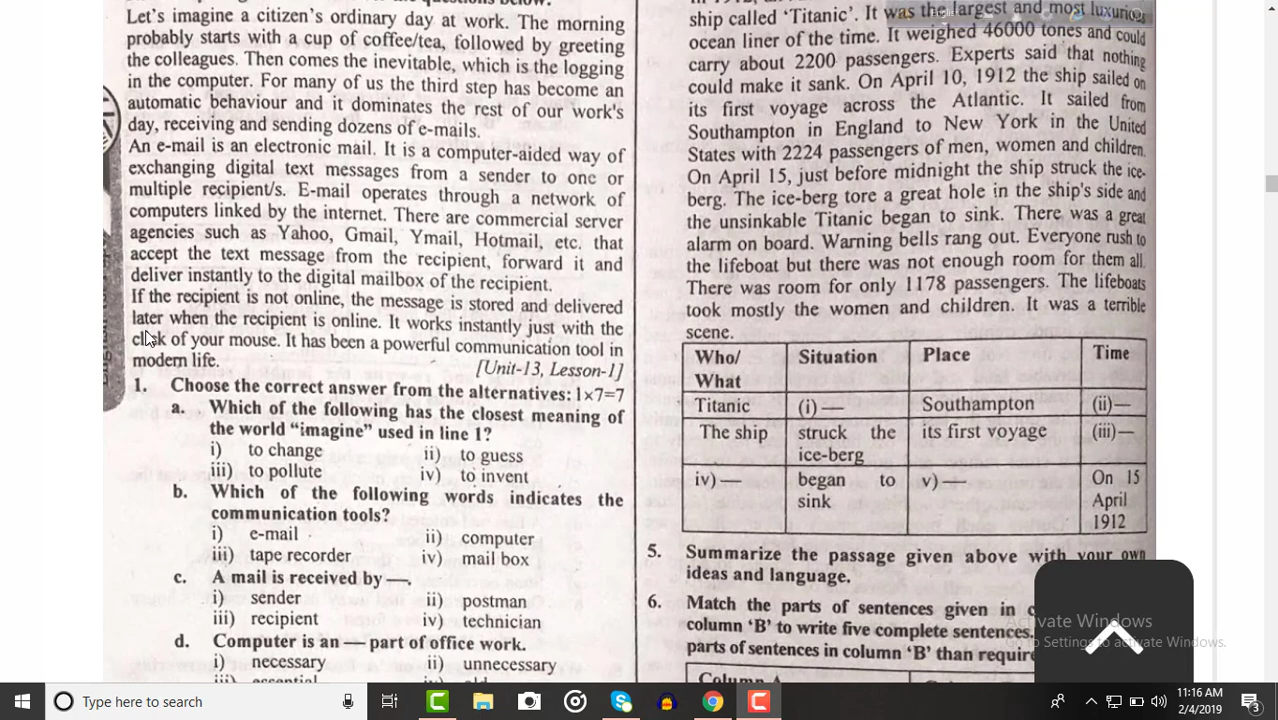 Let's imagine a citizen's ordinary day at work. The morning
probably starts with a cup of coffee/tea, followed by greeting
the colleagues. Then comes the inevitable, which is the logging
in the computer. For many of us the third step has become an
automatic behaviour and it dominates the rest of our work's
day, receiving and sending dozens of e-mails.
An e-mail is an electronic mail. It is a computer-aided way of
exchanging digital text messages from a sender to one or
multiple recipient/s. E-mail operates through a network of
computers linked by the internet. There are commercial server
agencies such as Yahoo, Gmail, Ymail, Hotmail, etc. that
accept the text message from the recipient, forward it and
deliver instantly to the digital mailbox of the recipient.
If the recipient is not online, the message is stored and delivered
later when the recipient is online. It works instantly just with the
click of your mouse. It has been a powerful communication tool in
modern life.
[Unit-13, Lesson-1]
1. Choose the correct answer from the alternatives: 1×7=7
a. Which of the following has the closest meaning of
the world "imagine" used in line 1?
i) to change ii) to guess
iii) to pollute iv) to invent
b. Which of the following words indicates the
communication tools?
i) e-mail ii) computer
iii) tape recorder iv) mail box
c. A mail is received by —.
i) sender ii) postman
iii) recipient iv) technician
d. Computer is an — part of office work.
i) necessary ii) unnecessary
ship called 'Titanic'. It was the largest and most luxurious
ocean liner of the time. It weighed 46000 tones and could
carry about 2200 passengers. Experts said that nothing
could make it sank. On April 10, 1912 the ship sailed on
its first voyage across the Atlantic. It sailed from
Southampton in England to New York in the United
States with 2224 passengers of men, women and children.
On April 15, just before midnight the ship struck the ice-
berg. The ice-berg tore a great hole in the ship's side and
the unsinkable Titanic began to sink. There was a great
alarm on board. Warning bells rang out. Everyone rush to
the lifeboat but there was not enough room for them all.
There was room for only 1178 passengers. The lifeboats
took mostly the women and children. It was a terrible
scene.
Who/ Situation Place Time
What
Titanic (i) — Southampton (ii)—
The ship struck the its first voyage (iii)—
ice-berg
iv) — began to v) — On 15
sink April
1912
5. Summarize the passage given above with your own
ideas and language.
6. Match the parts of sentences given in
column 'B' to write five complete sentences.
parts of sentences in column 'B' than
Column A
Activate Windows
Go to Settings to activate Windows.
Type here to search
11:16 AM
2/4/2019
3